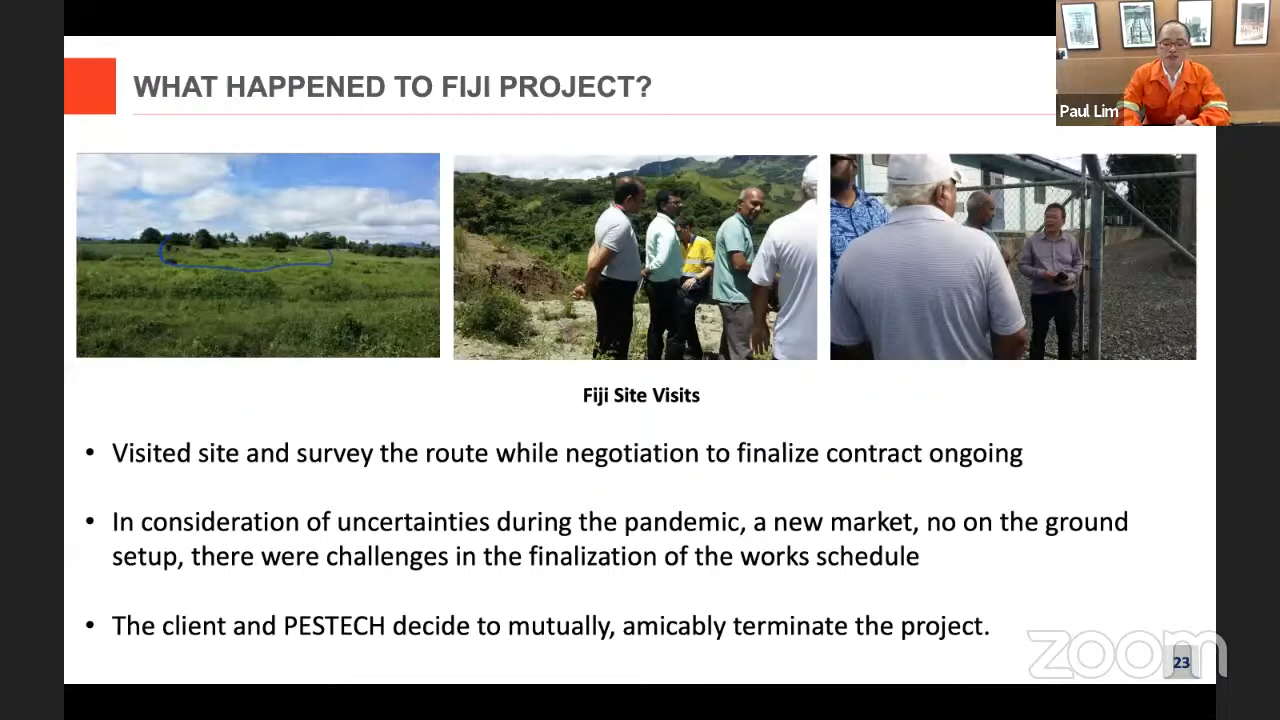 WHAT HAPPENED TO FIJI PROJECT?
Paul Lim
Fiji Site Visits
• Visited site and survey the route while negotiation to finalize contract ongoing
• In consideration of uncertainties during the pandemic, a new market, no on the ground
setup, there were challenges in the finalization of the works schedule
• The client and PESTECH decide to mutually, amicably terminate the project.
zoom
23